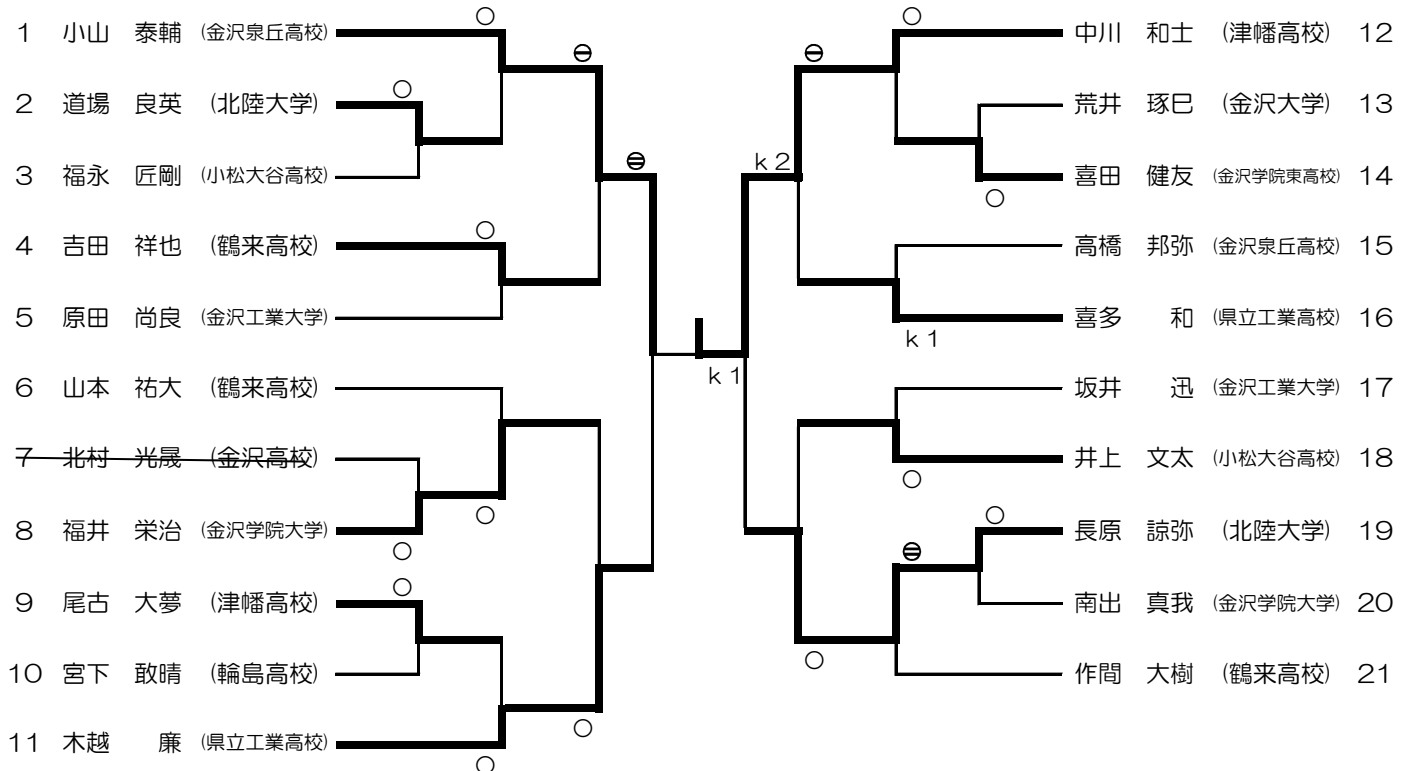 1 小山 泰輔 (金沢泉丘高校)
2 道場 良英 (北陸大学)
3 福永 匠剛 (小松大谷高校)
4 吉田 祥也 (鶴来高校)
5 原田 尚良 (金沢工業大学)
6 山本 祐大 (鶴来高校)
7 北村 光晟 (金沢高校)
8 福井 栄治 (金沢学院大学)
9 尾古 大夢 (津幡高校)
10 宮下 敢晴 (輪島高校)
11 木越 廉 (県立工業高校)
k2
k1
k1
中川 和士 (津幡高校) 12
荒井 琢巳 (金沢大学) 13
喜田 健友 (金沢学院東高校) 14
高橋 邦弥 (金沢泉丘高校) 15
喜多 和 (県立工業高校) 16
坂井 迅 (金沢工業大学) 17
井上 文太 (小松大谷高校) 18
長原 諒弥 (北陸大学) 19
南出 真我 (金沢学院大学) 20
作間 大樹 (鶴来高校) 21